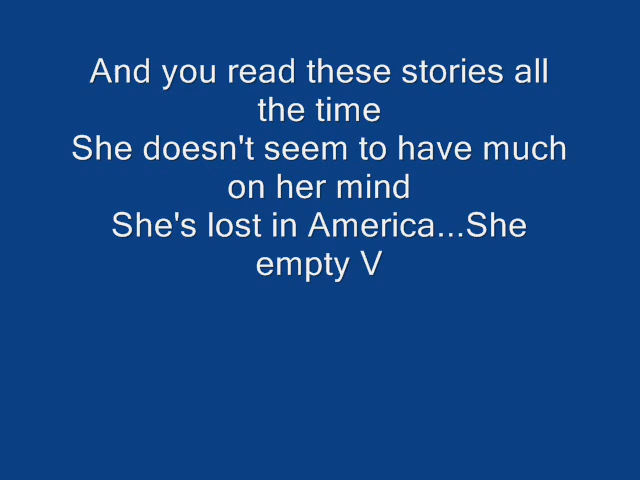 And you read these stories all
the time
She doesn't seem to have much
on her mind
She's lost in America...She
empty V